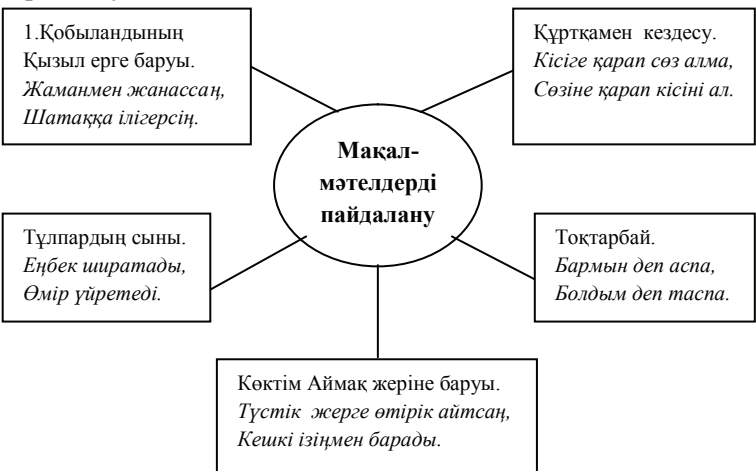 1.Қобыландының
Қызыл ерге баруы.
Жаманмен жанассаң,
Шатаққа ілігерсің.
Құртқамен кездесу.
Кісіге қарап сөз алма,
Сөзіне қарап кісіні ал.
Мақал-
мәтелдерді
пайдалану
Тұлпардың сыны.
Еңбек ширатады,
Өмір үйретеді.
Тоқтарбай.
Бармын деп аспа,
Болдым деп таспа.
Көктім Аймақ жеріне баруы.
Түстік жерге өтірік айтсаң,
Кешкі ізіңмен барады.